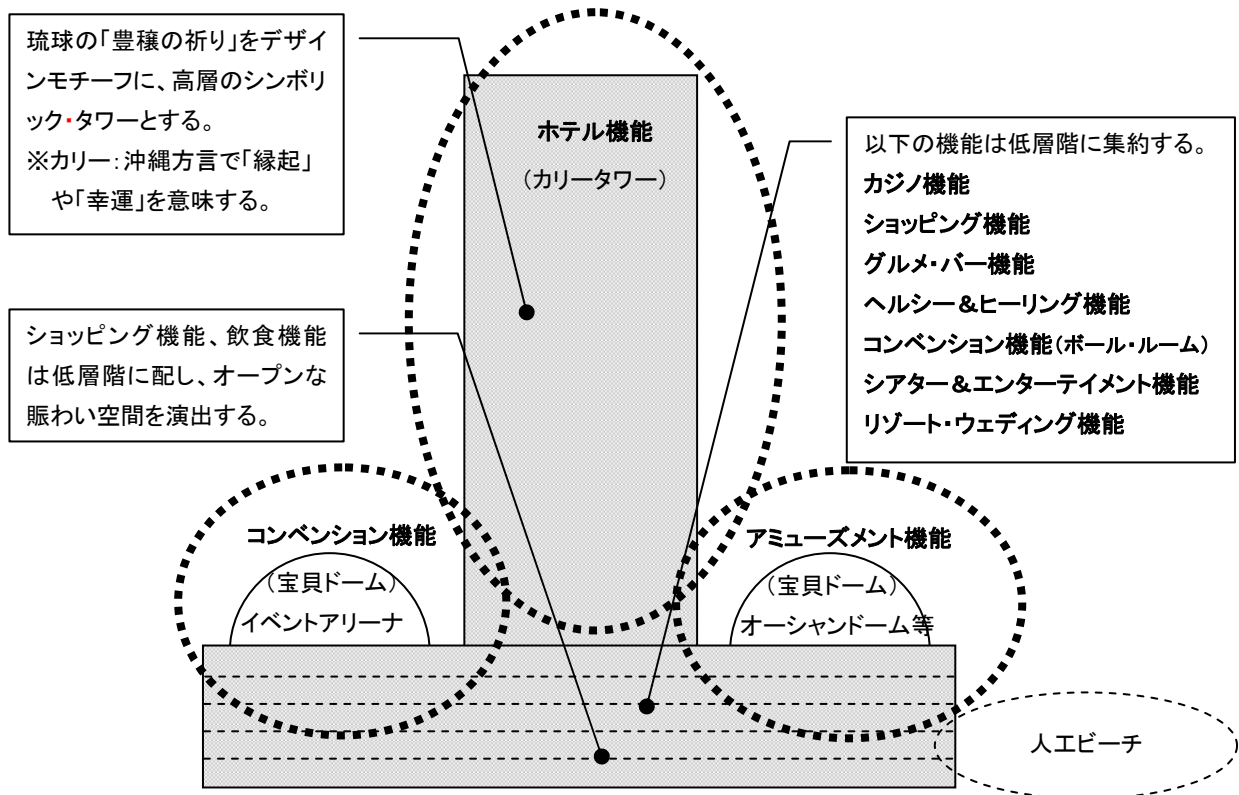 琉球の「豊穣の祈り」をデザイ
ンモチーフに、高層のシンボリ
ック・タワーとする。
※カリー：沖縄方言で「縁起」
や「幸運」を意味する。
ホテル機能
（カリータワー）
以下の機能は低層階に集約する。
カジノ機能
ショッピング機能
グルメ・バー機能
ヘルシー＆ヒーリング機能
コンベンション機能（ボール・ルーム）
シアター＆エンターテイメント機能
リゾート・ウェディング機能
ショッピング機能、飲食機能
は低層階に配し、オープンな
賑わい空間を演出する。
コンベンション機能
（宝貝ドーム）
イベントアリーナ
アミューズメント機能
（宝貝ドーム）
オーシャンドーム等
人工ビーチ